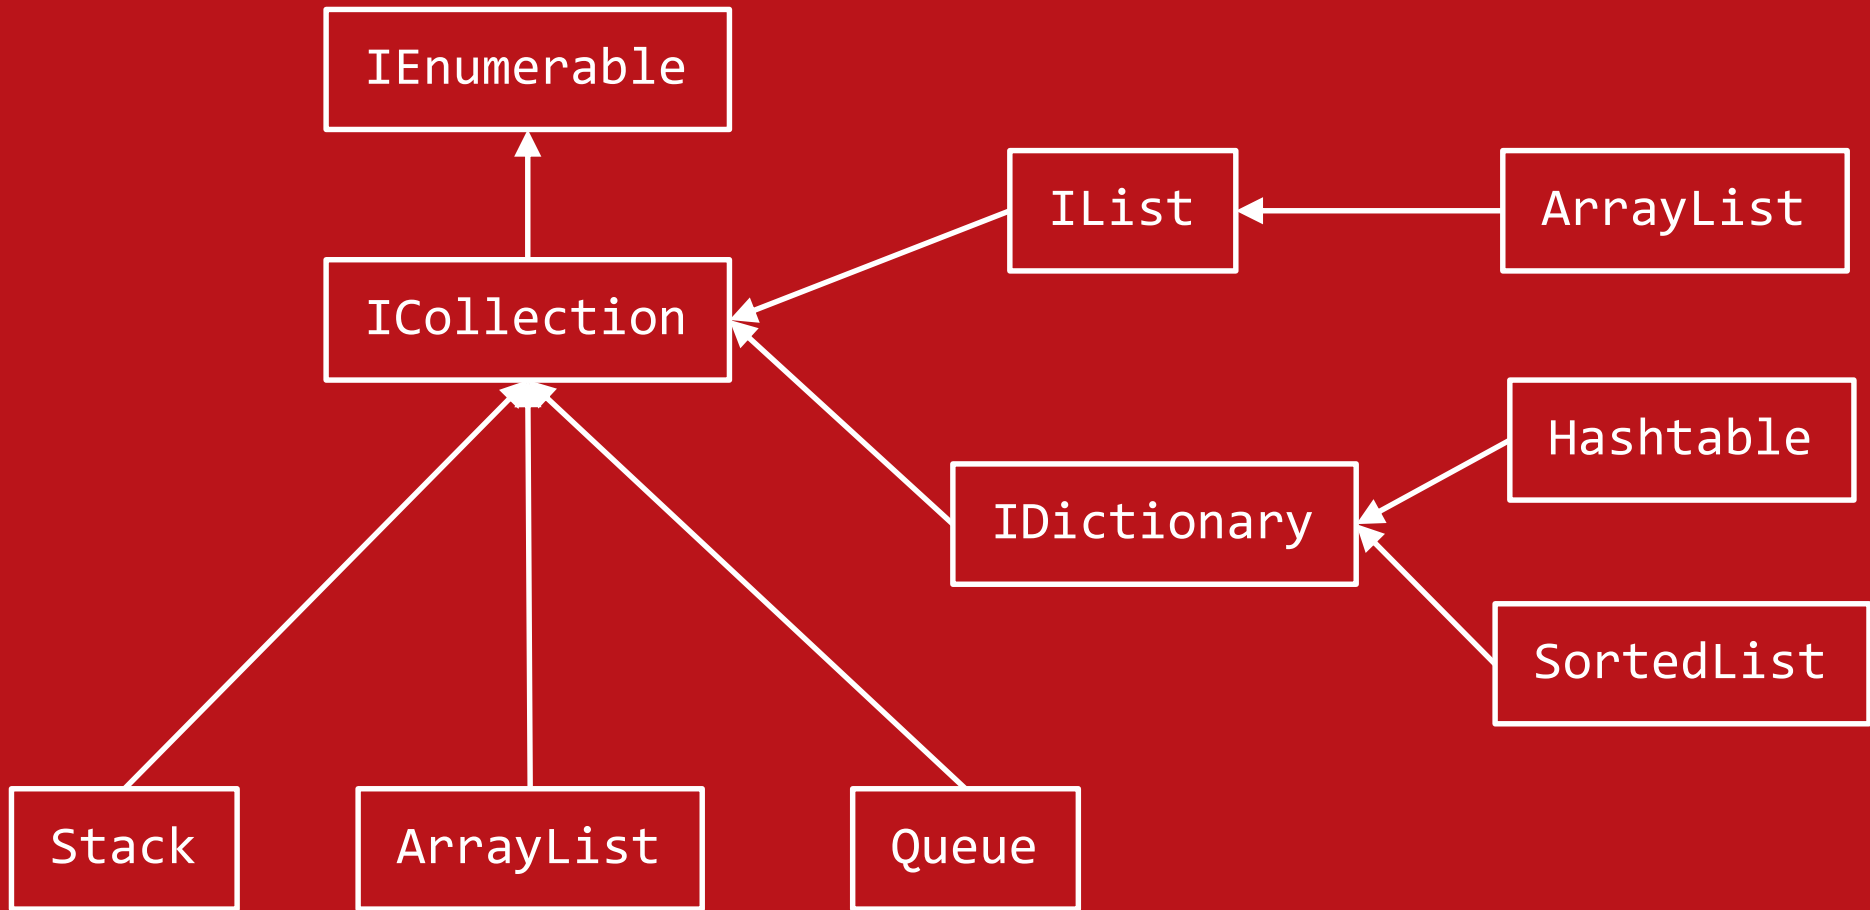 IEnumerable
IList
ArrayList
ICollection
Hashtable
IDictionary
SortedList
Stack
ArrayList
Queue